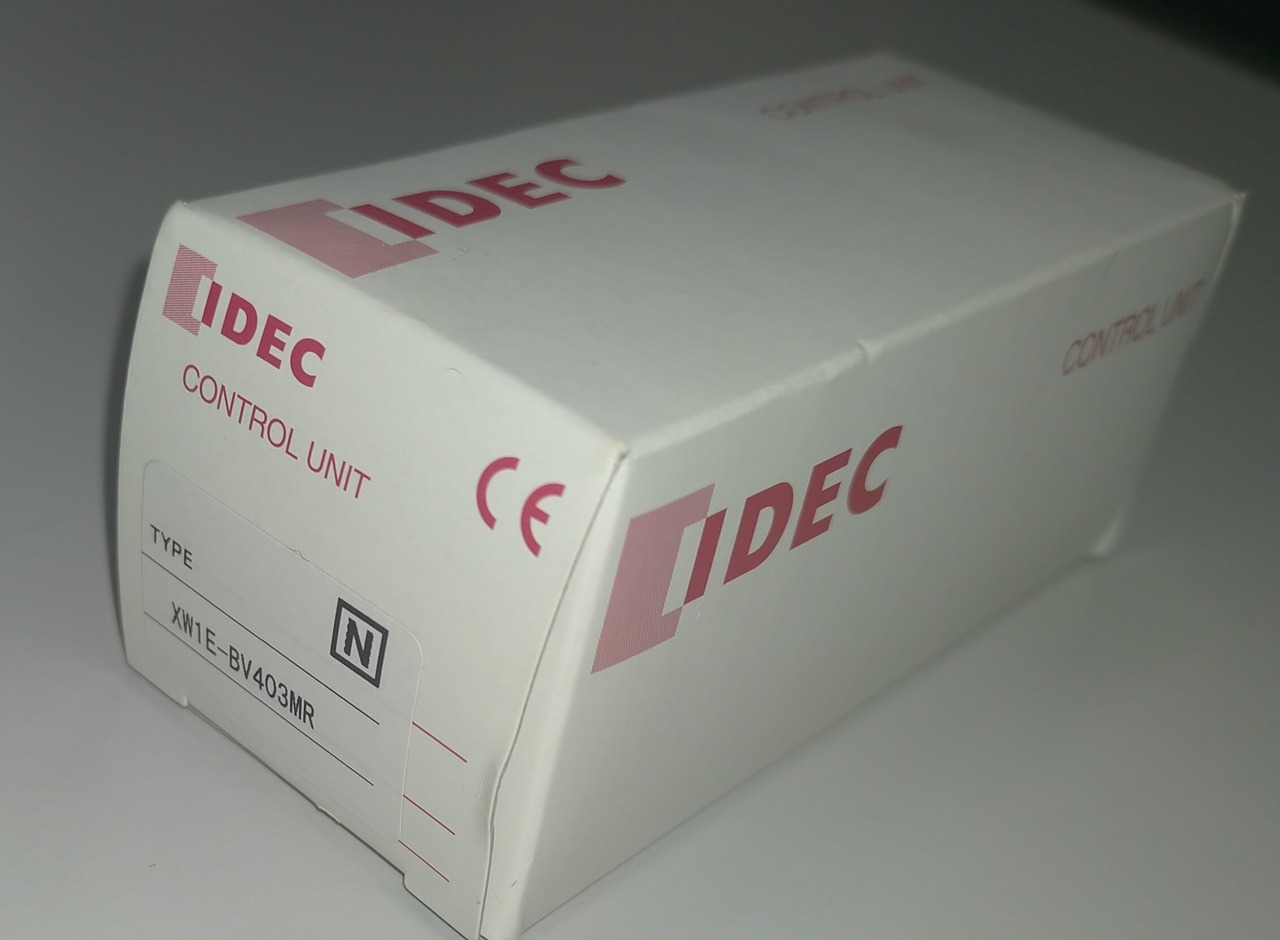 IDEC
CONTROL UNIT
IDEC
CONTROL UNIT
CE
TYPE
N
XW1E-BV403MR
IDEC
CONTROL UNIT